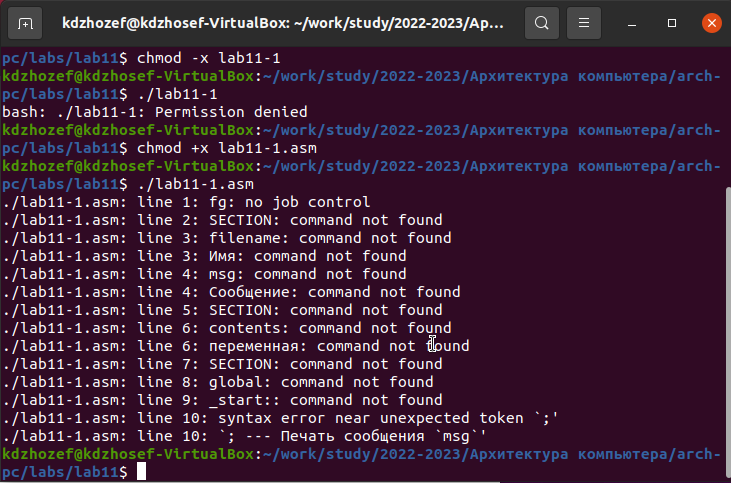 kdzhozef@kdzhosef-VirtualBox: ~/work/study/2022-2023/Ар...
pc/labs/lab11$ chmod -x lab11-1
kdzhozef@kdzhosef-VirtualBox:~/work/study/2022-2023/Архитектура компьютера/arch-
pc/labs/lab11$ ./lab11-1
bash: ./lab11-1: Permission denied
kdzhozef@kdzhosef-VirtualBox:~/work/study/2022-2023/Архитектура компьютера/arch-
pc/labs/lab11$ chmod +x lab11-1.asm
kdzhozef@kdzhosef-VirtualBox:~/work/study/2022-2023/Архитектура компьютера/arch-
pc/labs/lab11$ ./lab11-1.asm
./lab11-1.asm: line 1: fg: no job control
./lab11-1.asm: line 2: SECTION: command not found
./lab11-1.asm: line 3: filename: command not found
./lab11-1.asm: line 3: Имя: command not found
./lab11-1.asm: line 4: msg: command not found
./lab11-1.asm: line 4: Сообщение: command not found
./lab11-1.asm: line 5: SECTION: command not found
./lab11-1.asm: line 6: contents: command not found
./lab11-1.asm: line 6: переменная: command not found
./lab11-1.asm: line 7: SECTION: command not found
./lab11-1.asm: line 8: global: command not found
./lab11-1.asm: line 9: _start:: command not found
./lab11-1.asm: line 10: syntax error near unexpected token `;'
./lab11-1.asm: line 10: `; --- Печать сообщения `msg`'
kdzhozef@kdzhosef-VirtualBox:~/work/study/2022-2023/Архитектура компьютера/arch-
pc/labs/lab11$